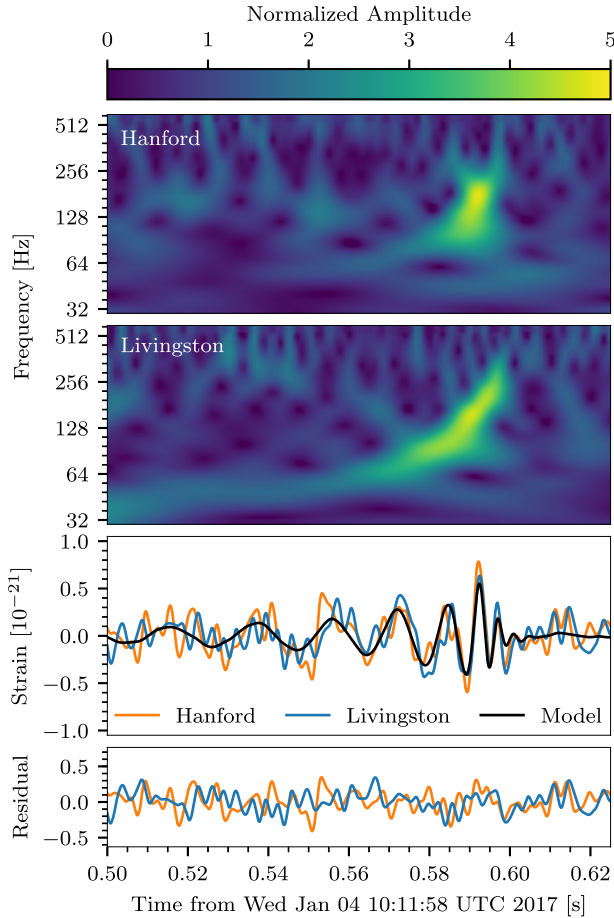 Normalized Amplitude
0 1 2 3 4 5
Frequency [Hz]
512
256
128
64
32
Hanford
512
256
128
64
32
Livingston
Strain [10−21]
1.0
0.5
0.0
−0.5
−1.0
Hanford Livingston Model
Residual
0.5
0.0
−0.5
0.50 0.52 0.54 0.56 0.58 0.60 0.62
Time from Wed Jan 04 10:11:58 UTC 2017 [s]